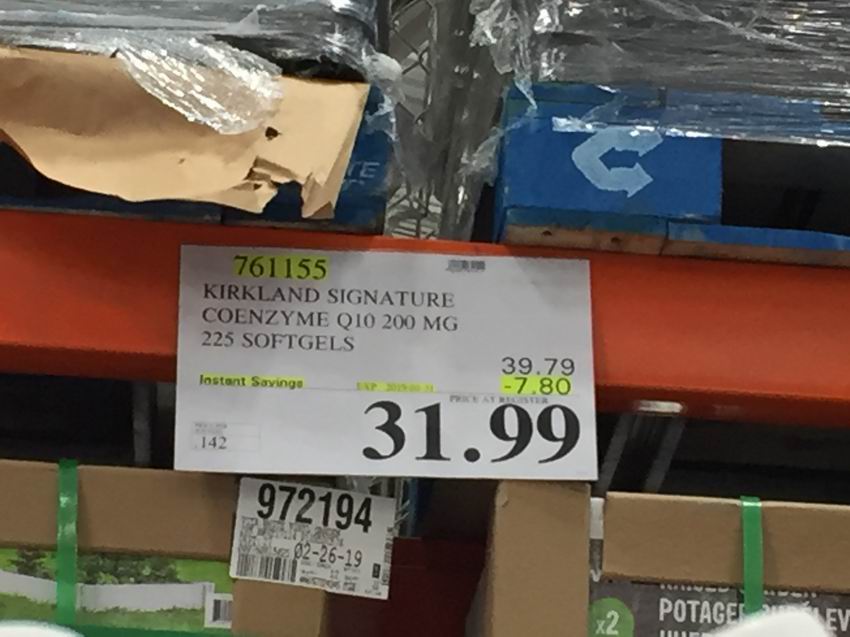 761155
KIRKLAND SIGNATURE
COENZYME Q10 200 MG
225 SOFTGELS
39.79
Instant Savings
-7.80
PRICE AT REGISTER
31.99
.142
972194
02-26-19
x2
POTAGER